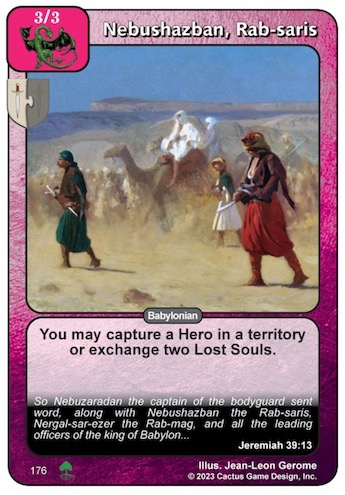 3/3
Nebushazban, Rab-saris
Babylonian
You may capture a Hero in a territory
or exchange two Lost Souls.
So Nebuzaradan the captain of the bodyguard sent
word, along with Nebushazban the Rab-saris,
Nergal-sar-ezer the Rab-mag, and all the leading
officers of the king of Babylon...
Jeremiah 39:13
176
Illus. Jean-Leon Gerome
© 2023 Cactus Game Design, Inc.